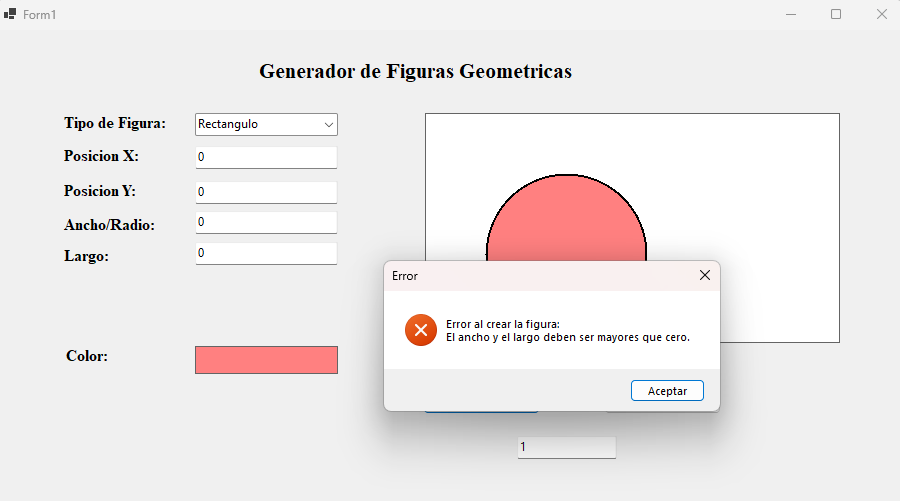 Form1
Generador de Figuras Geometricas
Tipo de Figura:
Rectangulo
Posicion X:
0
Posicion Y:
0
Ancho/Radio:
0
Largo:
0
Color:
Error
Error al crear la figura:
El ancho y el largo deben ser mayores que cero.
Aceptar
1